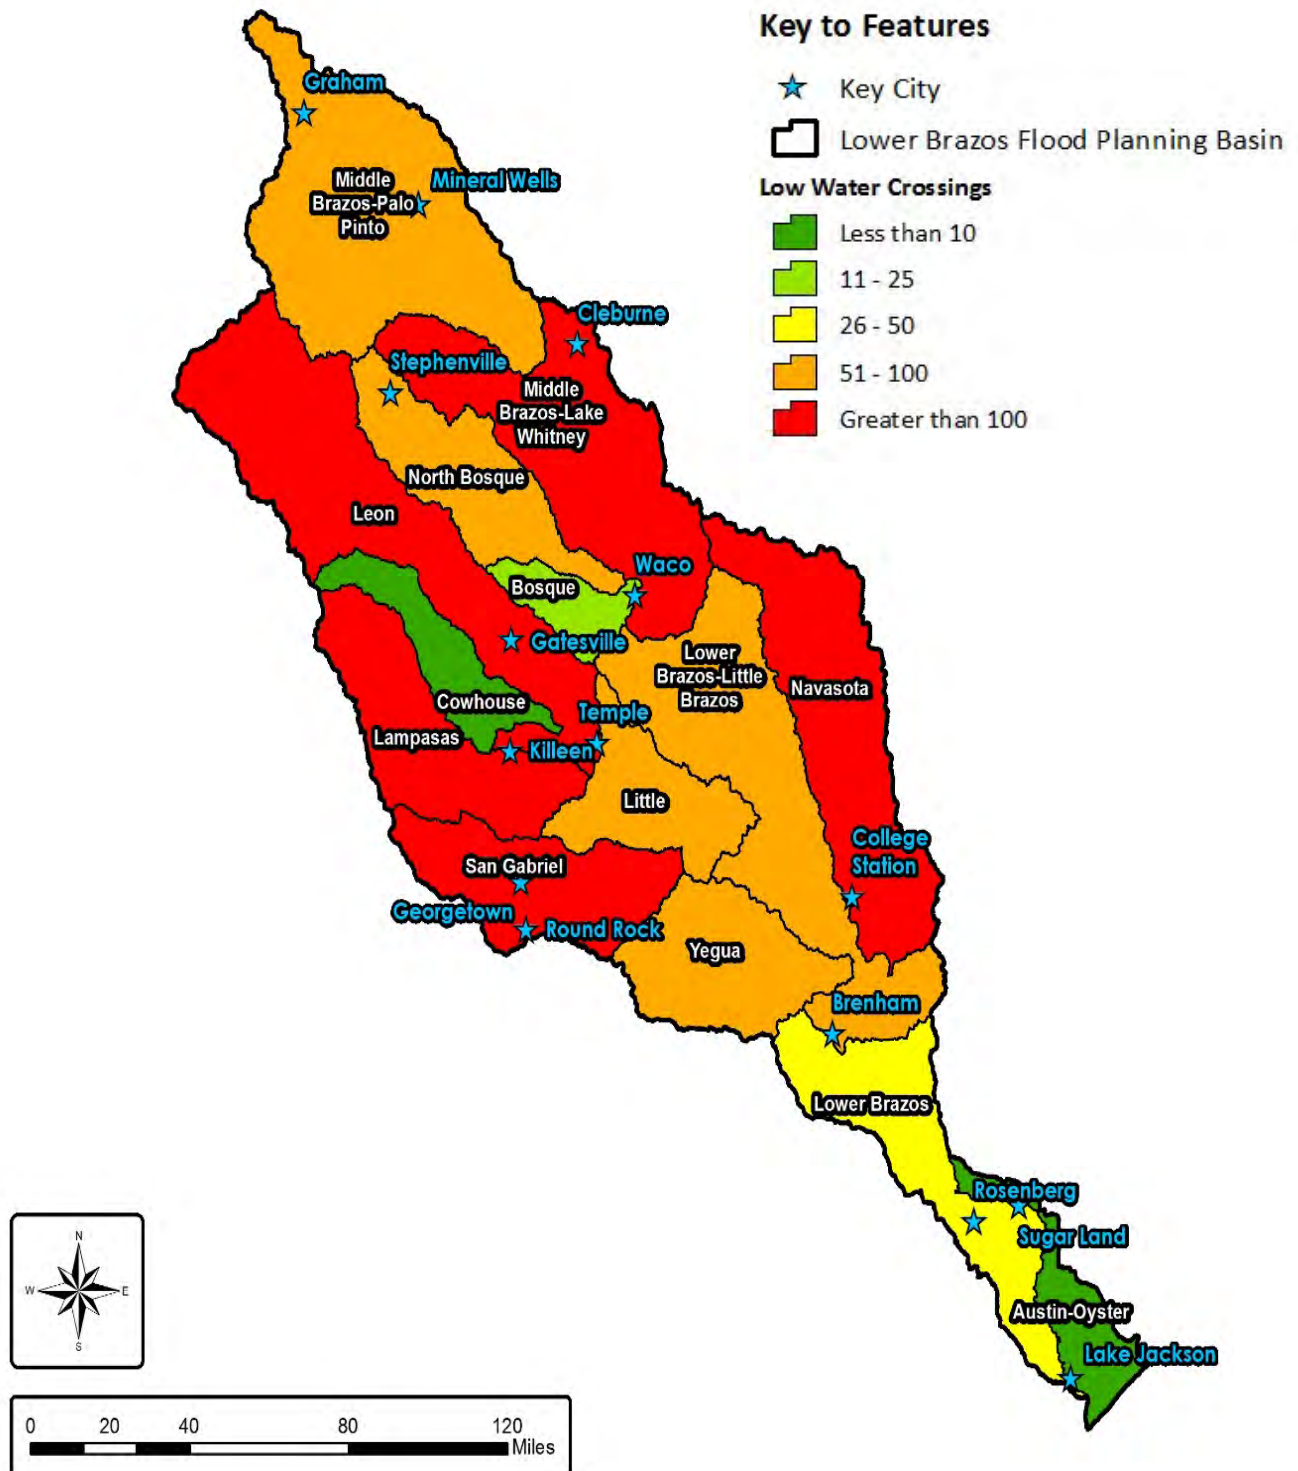 Key to Features
Key City
Lower Brazos Flood Planning Basin
Low Water Crossings
Less than 10
11 - 25
26 - 50
51 - 100
Greater than 100
Graham
Middle
Brazos-Palo
Pinto
Mineral Wells
Cleburne
Stephenville
Middle
Brazos-Lake
Whitney
North Bosque
Leon
Waco
Bosque
Gatesville
Lower
Brazos-Little
Brazos
Navasota
Cowhouse
Temple
Lampasas
Killeen
Little
College
Station
San Gabriel
Georgetown
Round Rock
Yegua
Brenham
Lower Brazos
Rosenberg
Sugar Land
Austin-Oyster
Lake Jackson
N
W
E
S
0 20 40 80 120
Miles